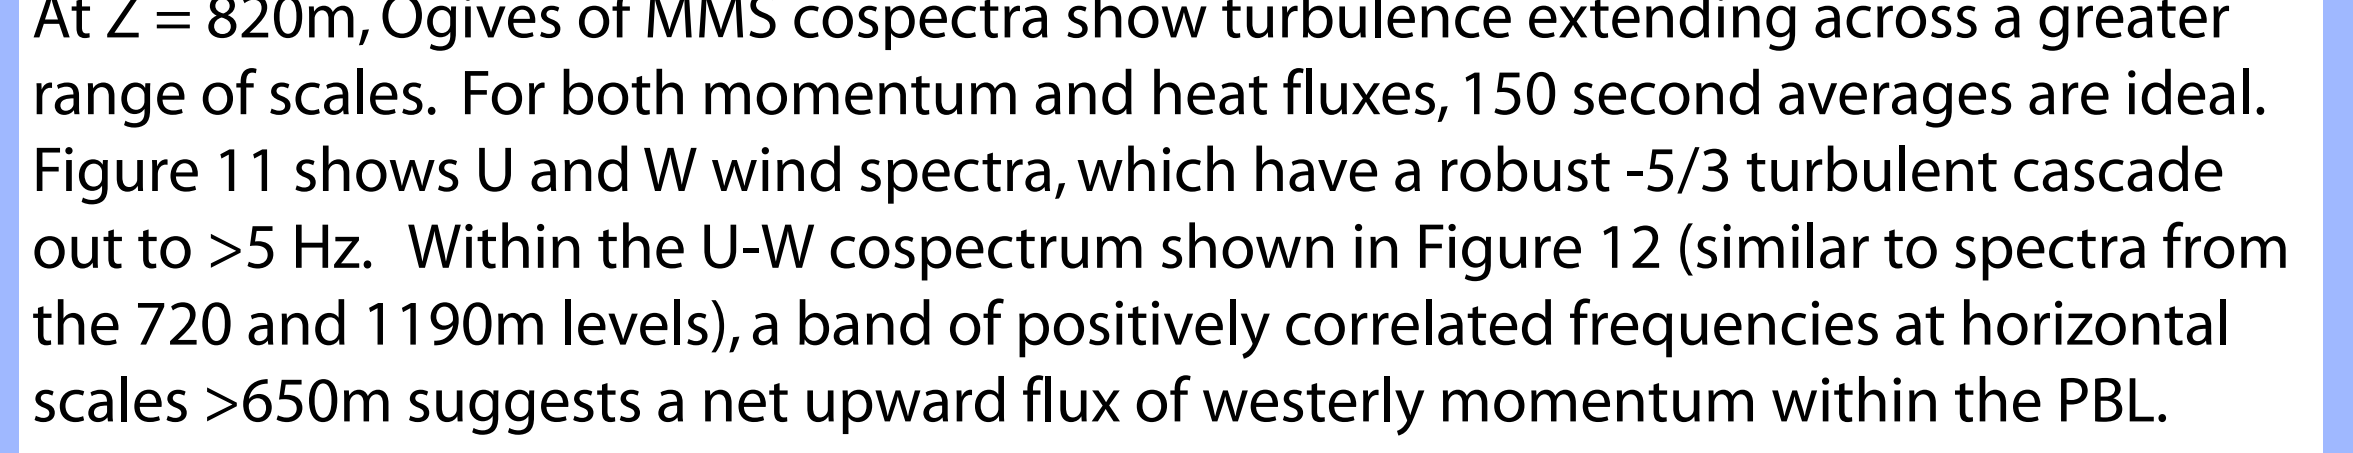 At Z = 820m, Ogives of MMS cospectra show turbulence extending across a greater
range of scales.  For both momentum and heat fluxes, 150 second averages are ideal.
Figure 11 shows U and W wind spectra, which have a robust -5/3 turbulent cascade
out to >5 Hz.  Within the U-W cospectrum shown in Figure 12 (similar to spectra from
the 720 and 1190m levels), a band of positively correlated frequencies at horizontal
scales >650m suggests a net upward flux of westerly momentum within the PBL.